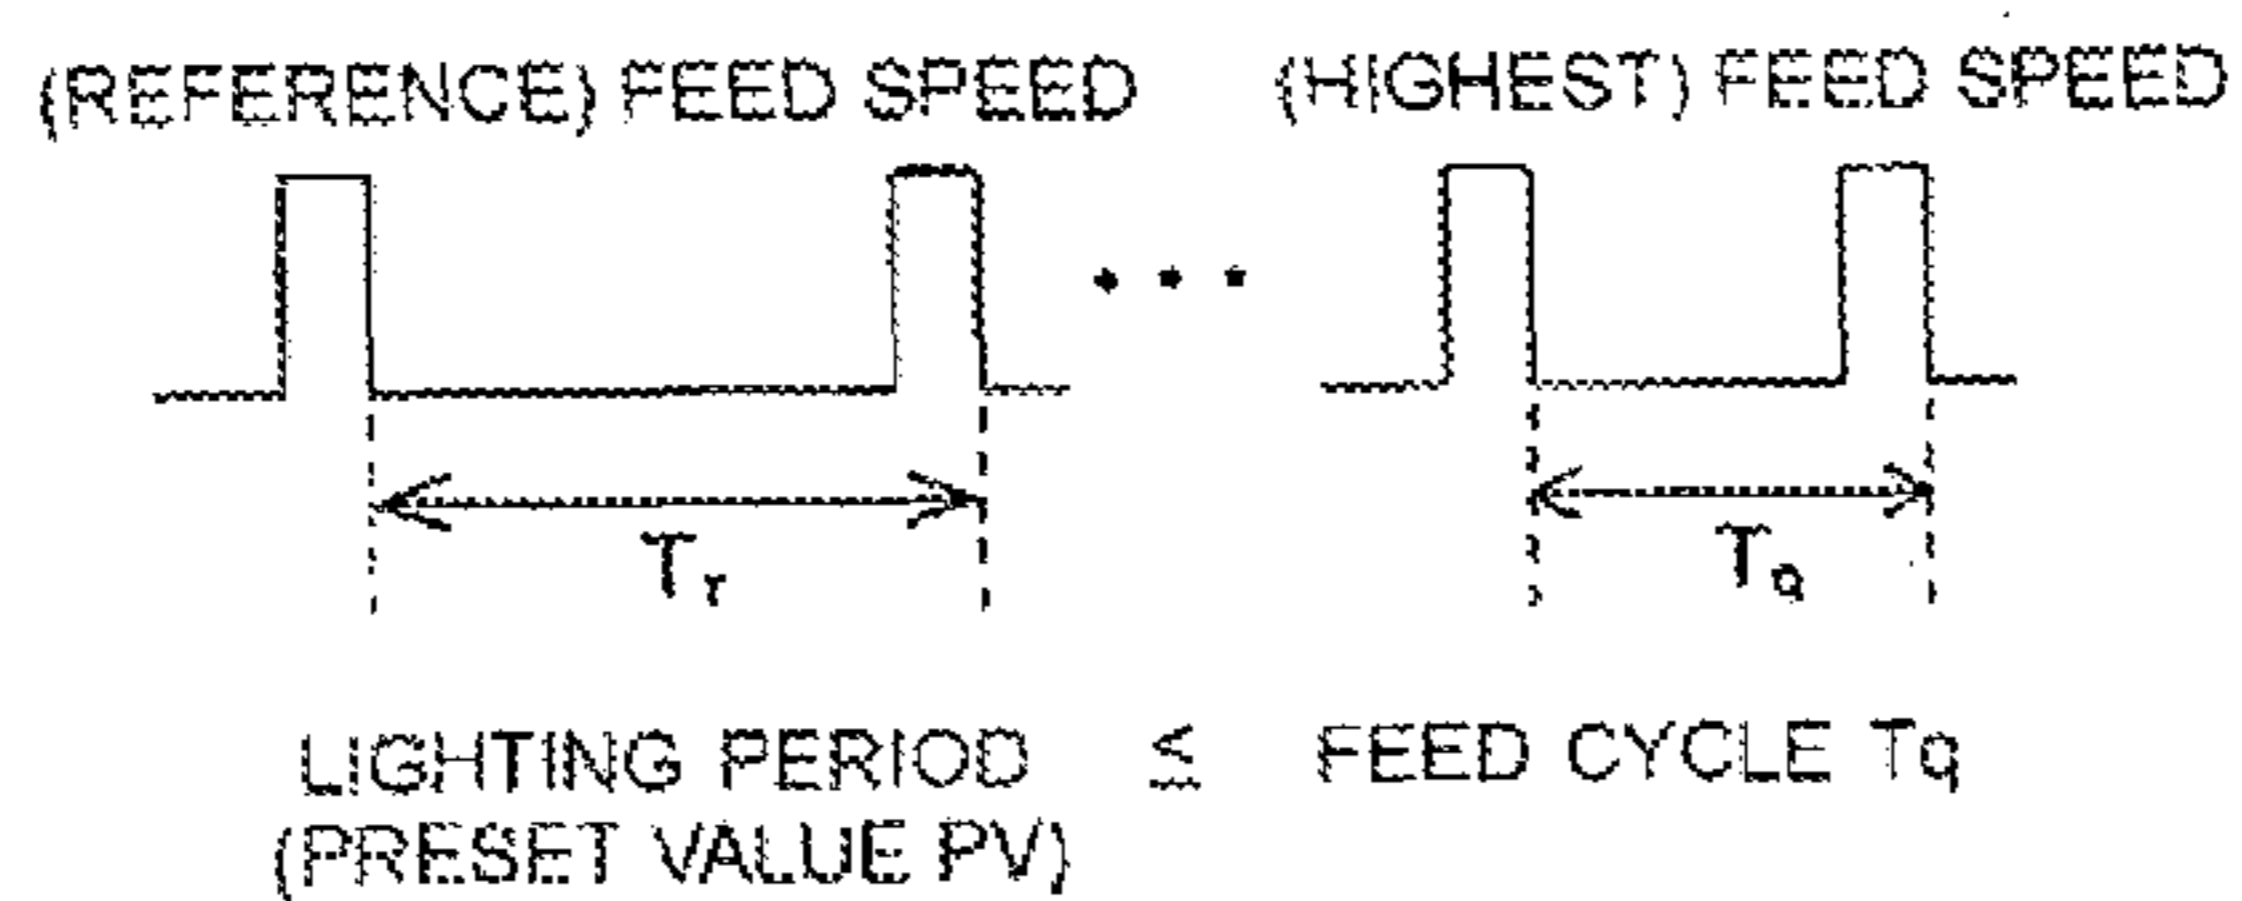 (REFERENCE) FEED SPEED (HIGHEST) FEED SPEED
Tr Tq
LIGHTING PERIOD ≤ FEED CYCLE Tq
(PRESET VALUE PV)